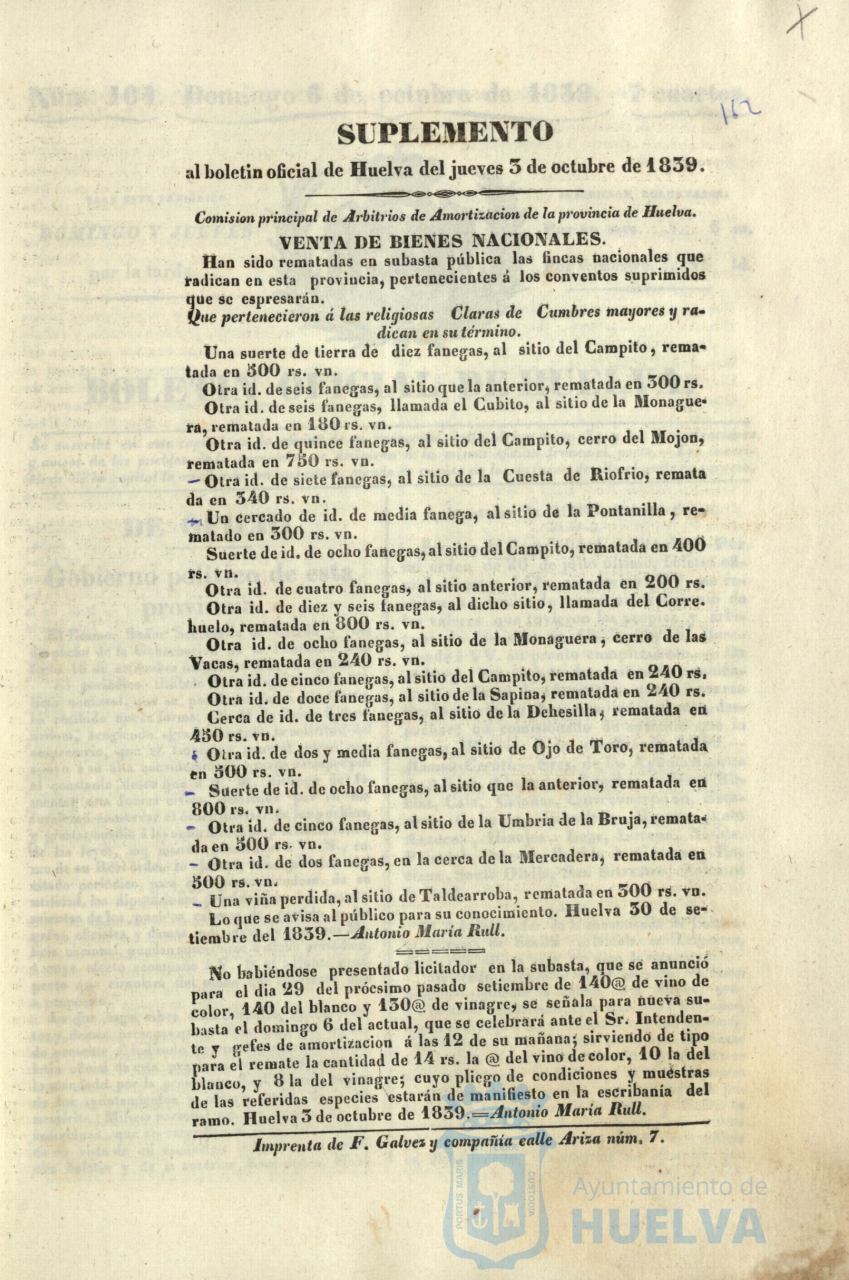 162
SUPLEMENTO
al boletin oficial de Huelva del jueves 3 de octubre de 1839.
Comision principal de Arbitrios de Amortizacion de la provincia de Huelva.
VENTA DE BIENES NACIONALES.
Han sido rematadas en subasta pública las fincas nacionales que
radican en esta provincia, pertenecientes á los conventos suprimidos
que se espresarán.
Que pertenecieron á las religiosas Claras de Cumbres mayores y ra-
dican en su término.
Una suerte de tierra de diez fanegas, al sitio del Campito, rema-
tada en 500 rs. vn.
Otra id. de seis fanegas, al sitio que la anterior, rematada en 300 rs.
Otra id. de seis fanegas, llamada el Cubito, al sitio de la Monague-
ra, rematada en 180 rs. vn.
Otra id. de quince fanegas, al sitio del Campito, cerro del Mojon,
rematada en 750 rs. vn.
Otra id. de siete fanegas, al sitio de la Cuesta de Riofrio, remata
da en 340 rs. vn.
Un cercado de id. de media fanega, al sitio de la Pontanilla, re-
matado en 300 rs. vn.
Suerte de id. de ocho fanegas, al sitio del Campito, rematada en 400
rs. vn.
Otra id. de cuatro fanegas, al sitio anterior, rematada en 200 rs.
Otra id. de diez y seis fanegas, al dicho sitio, llamada del Corre.
huelo, rematada en 800 rs. vn.
Otra id. de ocho fanegas, al sitio de la Monaguera, cerro de las
Vacas, rematada en 240 rs. vn.
Otra id. de cinco fanegas, al sitio del Campito, rematada en 240 rs.
Otra id. de doce fanegas, al sitio de la Sapina, rematada en 240 rs.
Cerca de id. de tres fanegas, al sitio de la Dehesilla, rematada en
450 rs. vn.
Otra id. de dos y media fanegas, al sitio de Ojo de Toro, rematada
en 500 rs. vn.
Suerte de id. de ocho fanegas, al sitio que la anterior, rematada en
800 rs. vn.
Otra id. de cinco fanegas, al sitio de la Umbria de la Bruja, remata-
da en 500 rs. vn.
Otra id. de dos fanegas, en la cerca de la Mercadera, rematada en
500 rs. vn.
Una viña perdida, al sitio de Taldearroba, rematada en 300 rs. vn.
Lo que se avisa al público para su conocimiento. Huelva 30 de se-
tiembre del 1839.—Antonio María Rull.
No habiéndose presentado licitador en la subasta, que se anunció
para el dia 29 del prócsimo pasado setiembre de 140@ de vino de
color, 140 del blanco y 130@ de vinagre, se señala para nueva su-
basta el domingo 6 del actual, que se celebrará ante el Sr. Intenden-
te y gefes de amortizacion á las 12 de su mañana; sirviendo de tipo
para el remate la cantidad de 14 rs. la @ del vino de color, 10 la del
blanco, y 8 la del vinagre; cuyo pliego de condiciones y muestras
de las referidas especies estarán de manifiesto en la escribanía del
ramo. Huelva 3 de octubre de 1839.=Antonio María Rull.
Imprenta de F. Galvez y compañía calle Ariza núm. 7.
PORTUS MARIS
CUSTODIA
Ayuntamiento de
HUELVA